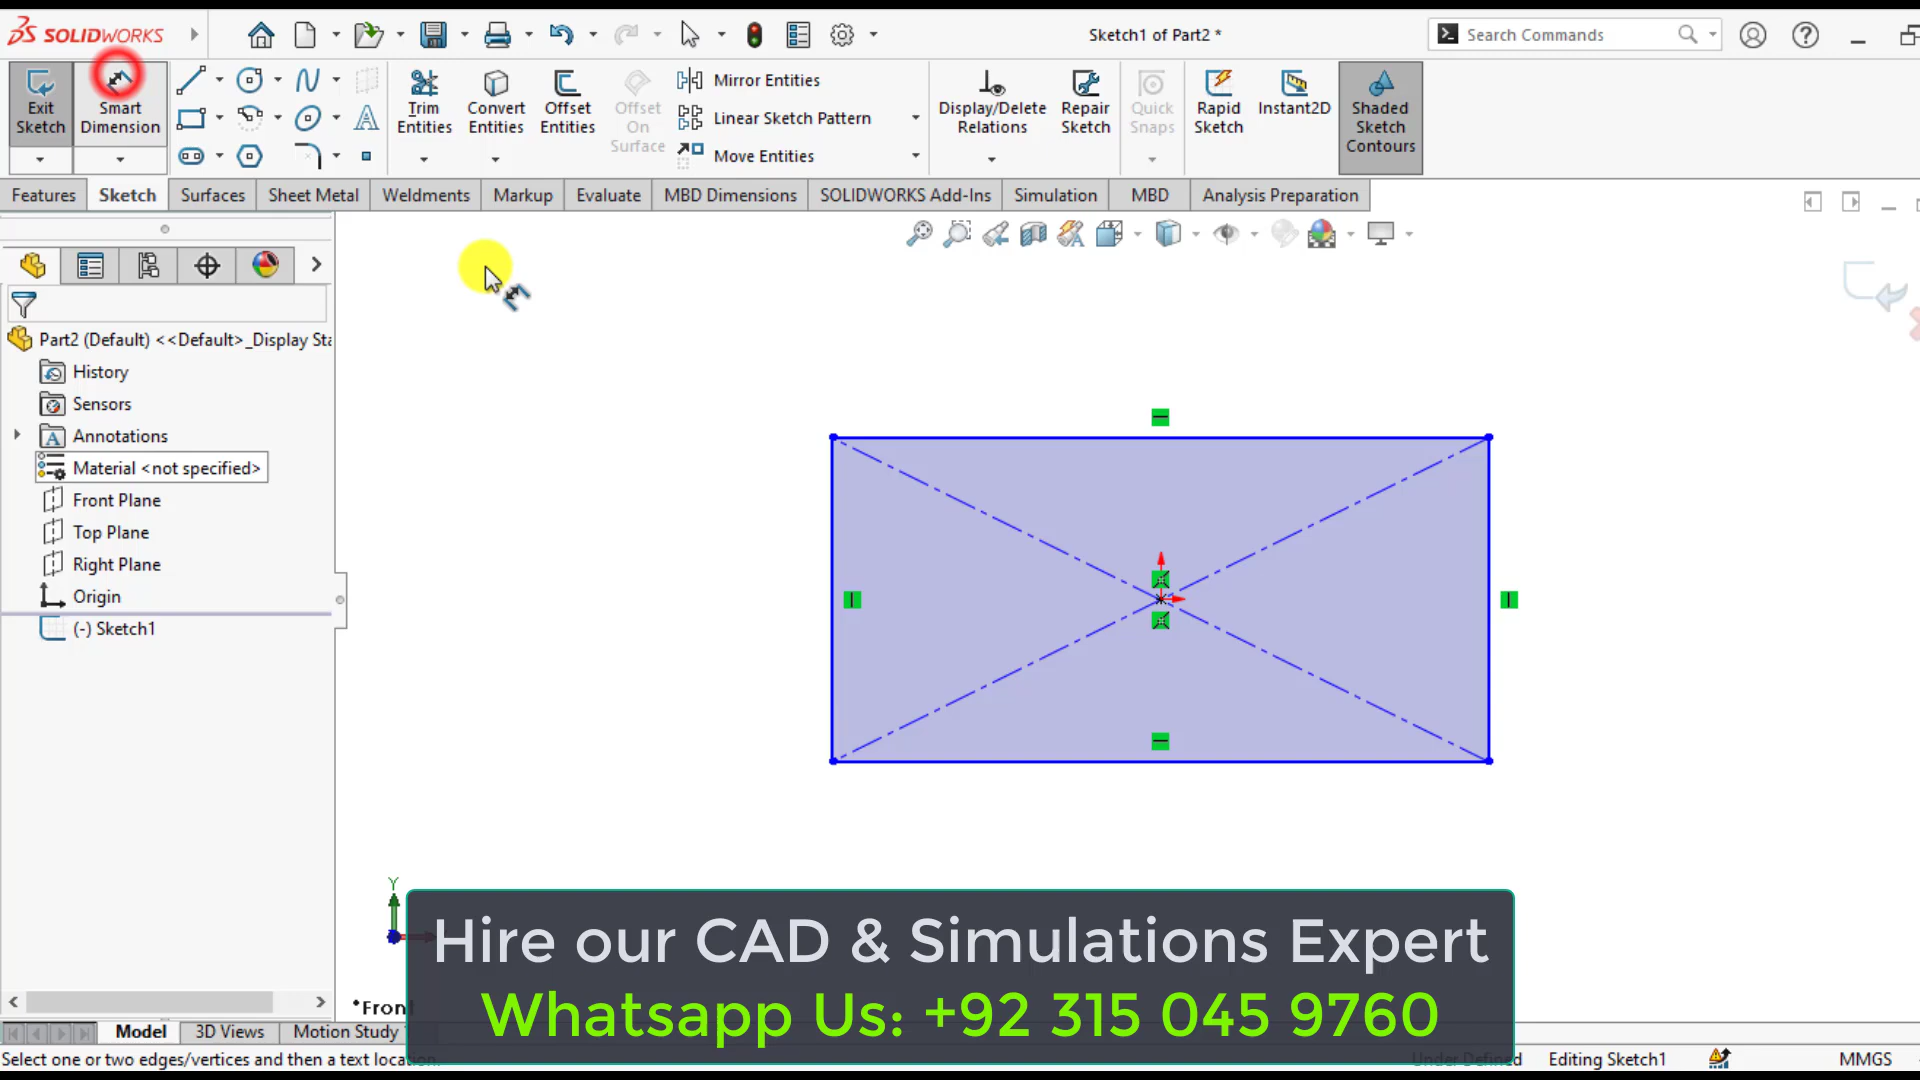 SOLIDWORKS
Sketch1 of Part2 *
Search Commands
Exit Sketch
Smart Dimension
Trim Entities
Convert Entities
Offset Entities
Offset On Surface
Mirror Entities
Linear Sketch Pattern
Move Entities
Display/Delete Relations
Repair Sketch
Quick Snaps
Rapid Sketch
Instant2D
Shaded Sketch Contours
Features
Sketch
Surfaces
Sheet Metal
Weldments
Markup
Evaluate
MBD Dimensions
SOLIDWORKS Add-Ins
Simulation
MBD
Analysis Preparation
Part2 (Default) <<Default>_Display Sta
History
Sensors
Annotations
Material <not specified>
Front Plane
Top Plane
Right Plane
Origin
(-) Sketch1
Y
Hire our CAD & Simulations Expert
Whatsapp Us: +92 315 045 9760
*Front
Model
3D Views
Motion Study
Select one or two edges/vertices and then a text location.
Under Defined
Editing Sketch1
MMGS